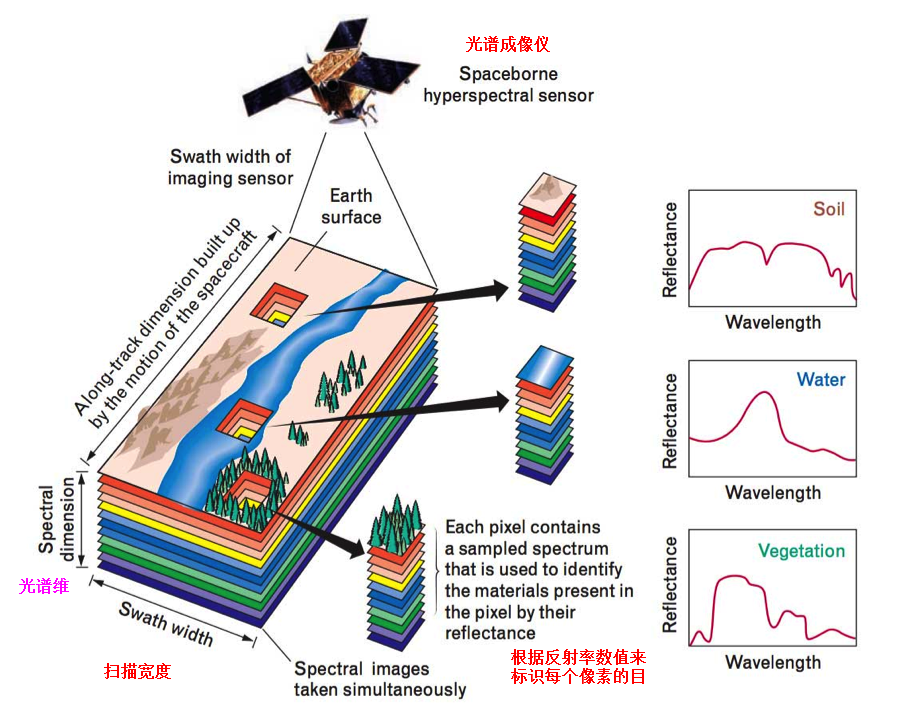 光谱成像仪
Spaceborne
hyperspectral sensor
Swath width of
imaging sensor
Earth
surface
Along-track dimension built up
by the motion of the spacecraft
Soil
Reflectance
Wavelength
Water
Reflectance
Wavelength
Spectral
dimension
光谱维
Swath width
扫描宽度
Spectral images
taken simultaneously
Each pixel contains
a sampled spectrum
that is used to identify
the materials present in
the pixel by their
reflectance
根据反射率数值来
标识每个像素的目
Vegetation
Reflectance
Wavelength